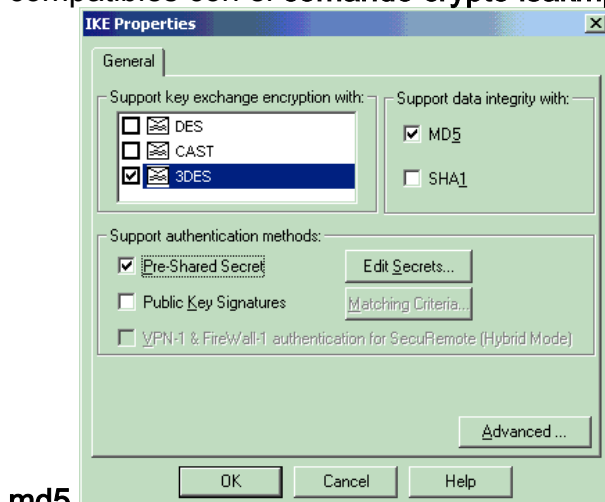 compatibles con el comando crypto isakmp
IKE Properties
General
Support key exchange encryption with:
DES
CAST
3DES
Support data integrity with:
MD5
SHA1
Support authentication methods:
Pre-Shared Secret
Edit Secrets...
Public Key Signatures
Matching Criteria...
VPN-1 & FireWall-1 authentication for SecuRemote (Hybrid Mode)
Advanced ...
OK
Cancel
Help
md5